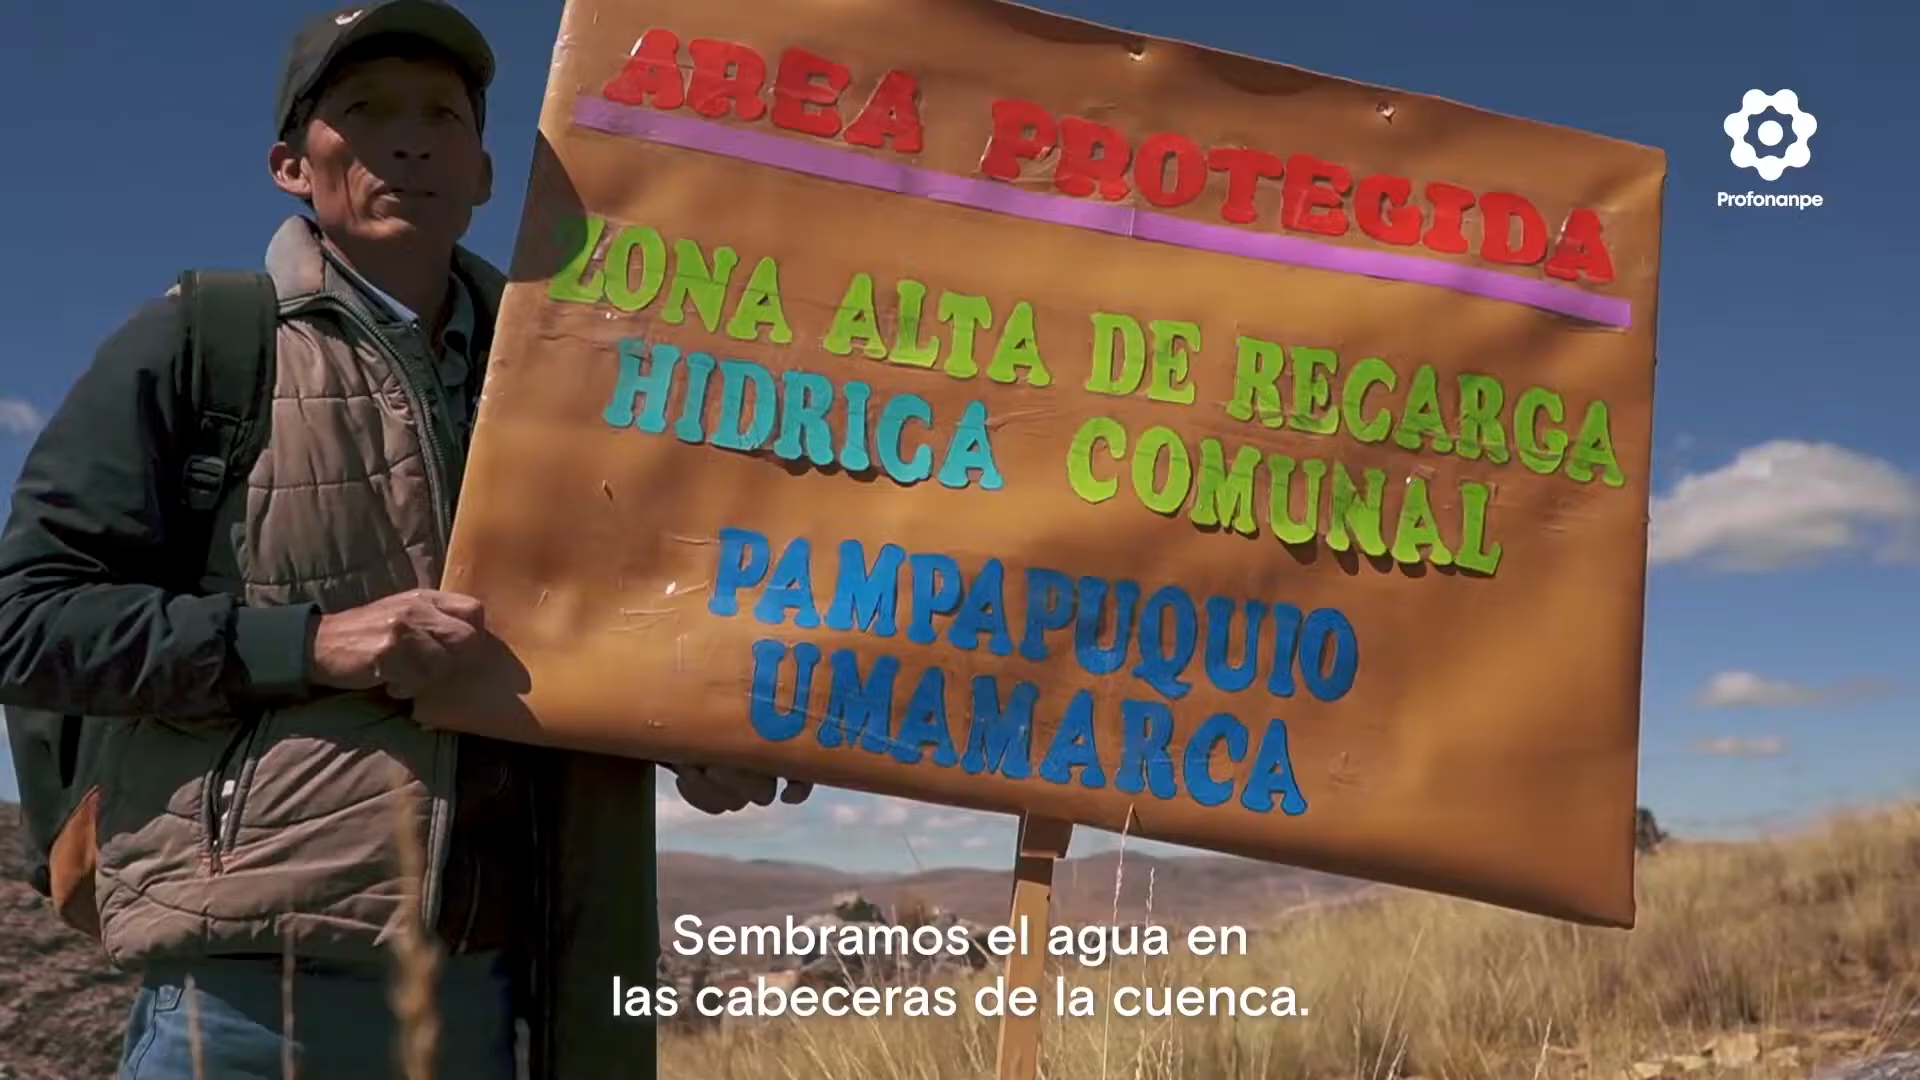 AREA PROTEGIDA
ZONA ALTA DE RECARGA
HIDRICA COMUNAL
PAMPAPUQUIO
UMAMARCA
Profonanpe
Sembramos el agua en
las cabeceras de la cuenca.